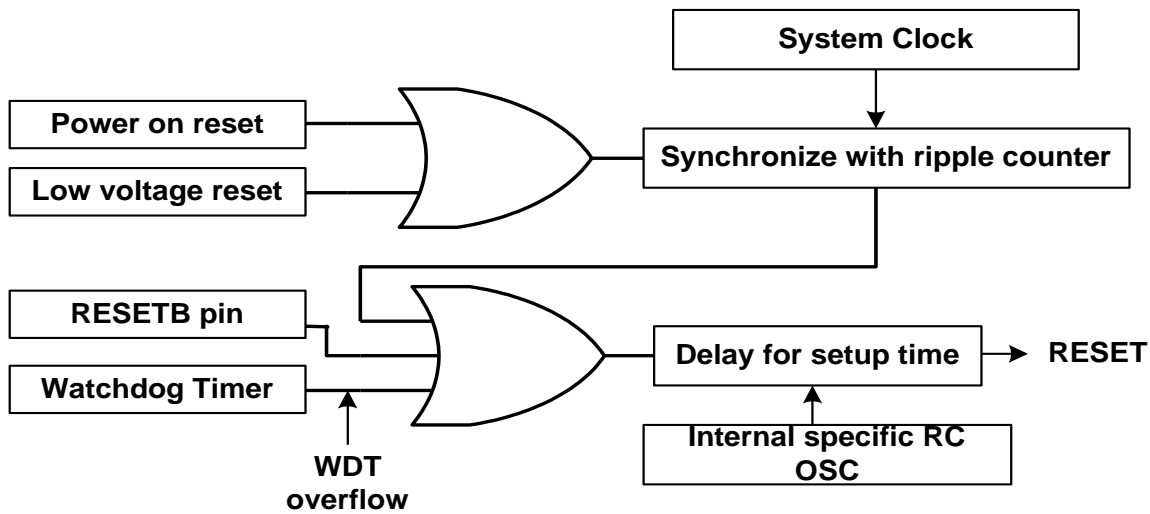 System Clock
Power on reset
Synchronize with ripple counter
Low voltage reset
RESETB pin
Delay for setup time
RESET
Watchdog Timer
Internal specific RC
OSC
WDT
overflow